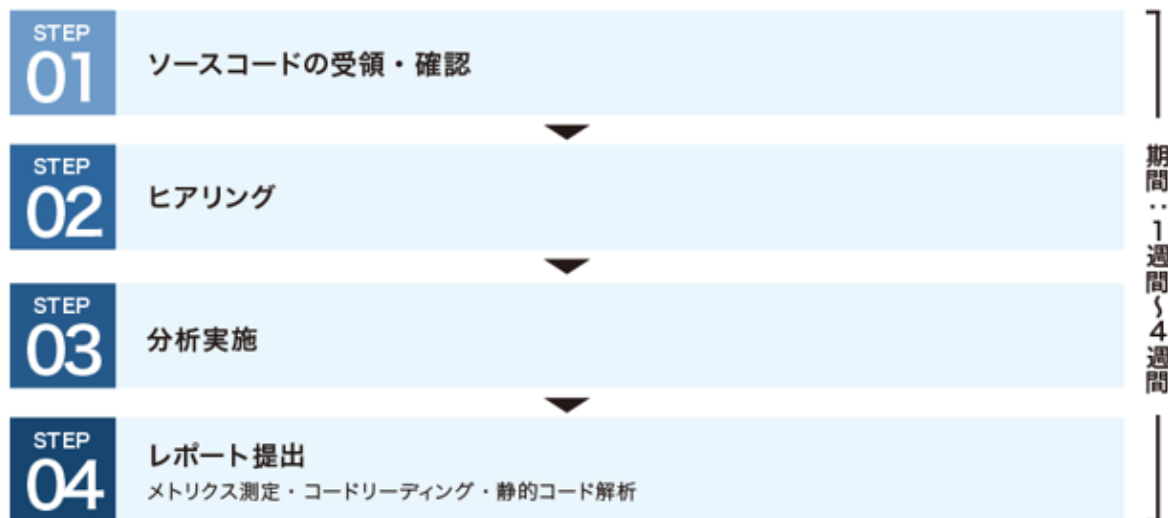 STEP
01
ソースコードの受領・確認
STEP
02
ヒアリング
STEP
03
分析実施
STEP
04
レポート提出
メトリクス測定・コードリーディング・静的コード解析
期間：1週間〜4週間